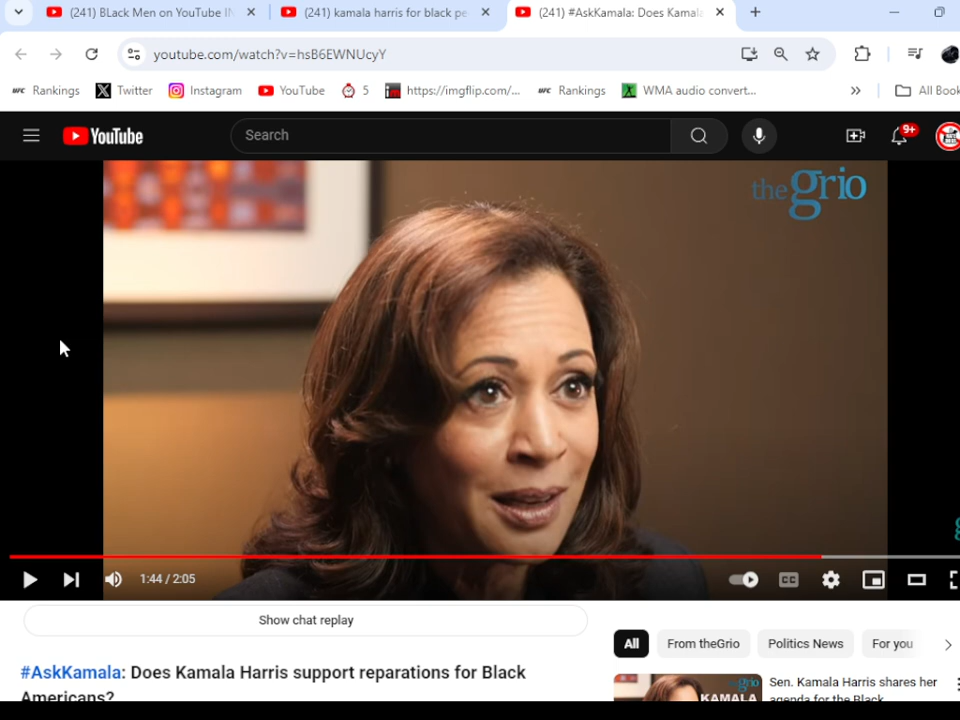 (241) BLack Men on YouTube IN
(241) kamala harris for black pe
(241) #AskKamala: Does Kamala
youtube.com/watch?v=hsB6EWNUcyY
Rankings
Twitter
Instagram
YouTube
5
https://imgflip.com/...
Rankings
WMA audio convert...
All Book
YouTube
Search
9+
thegrio
1:44 / 2:05
CC
Show chat replay
All
From theGrio
Politics News
For you
#AskKamala: Does Kamala Harris support reparations for Black
Americans?
grio
KAMALA
Sen. Kamala Harris shares her
agenda for the Black